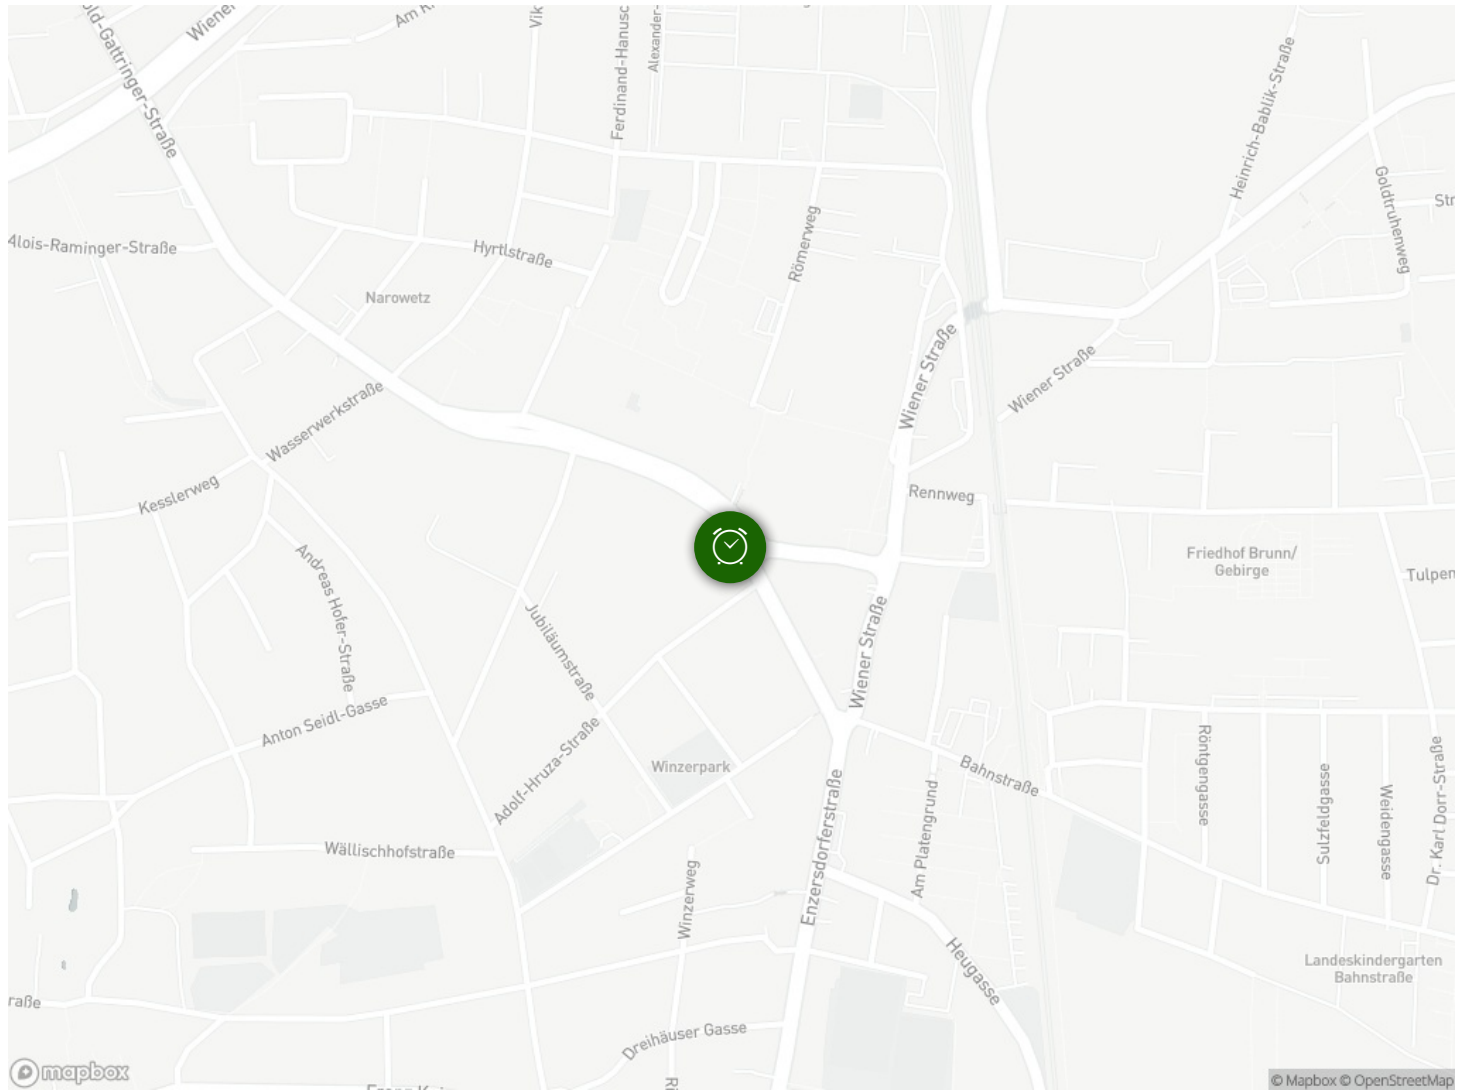 old-Gattringer-Straße
Wiener
Am R
Vik
Ferdinand-Hanusc
Alexander-
Heinrich-Bablik-Straße
Goldtruhenweg
Str
Alois-Raminger-Straße
Hyrtlstraße
Römerweg
Narowetz
Wiener Straße
Wiener Straße
Wasserwerkstraße
Kesslerweg
Rennweg
Friedhof Brunn/
Gebirge
Tulpen
Andreas Hofer-Straße
Jubiläumstraße
Wiener Straße
Anton Seidl-Gasse
Adolf-Hruza-Straße
Winzerpark
Bahnstraße
Röntgengasse
Sulzfeldgasse
Weidengasse
Dr. Karl Dorr-Straße
Wällischhofstraße
Enzersdorferstraße
Am Platengrund
Winzerweg
Heugasse
Landeskindergarten
Bahnstraße
raße
Dreihäuser Gasse
Ri
mapbox
© Mapbox © OpenStreetMap